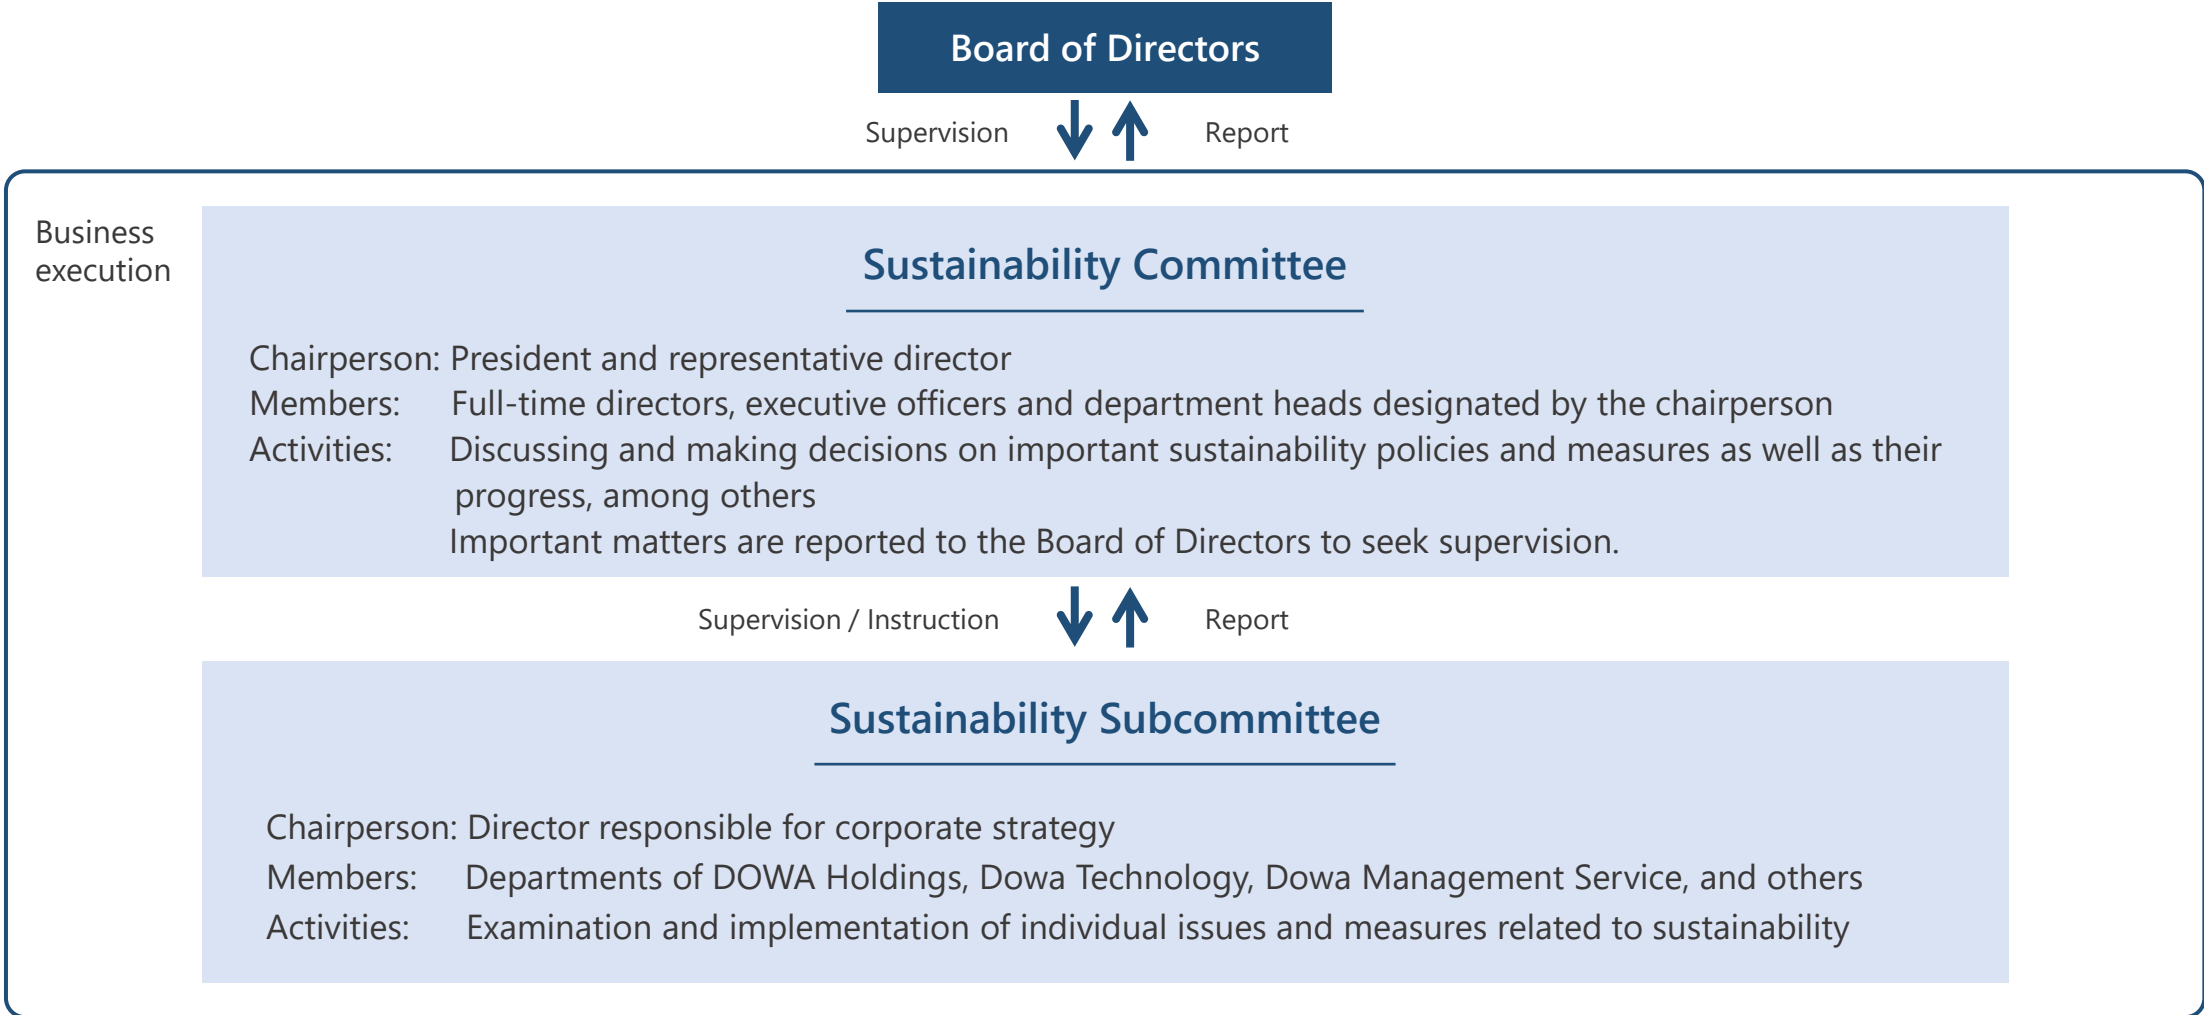 Board of Directors
Supervision
Report
Business
execution
Sustainability Committee
Chairperson: President and representative director
Members: Full-time directors, executive officers and department heads designated by the chairperson
Activities: Discussing and making decisions on important sustainability policies and measures as well as their
progress, among others
Important matters are reported to the Board of Directors to seek supervision.
Supervision / Instruction
Report
Sustainability Subcommittee
Chairperson: Director responsible for corporate strategy
Members: Departments of DOWA Holdings, Dowa Technology, Dowa Management Service, and others
Activities: Examination and implementation of individual issues and measures related to sustainability